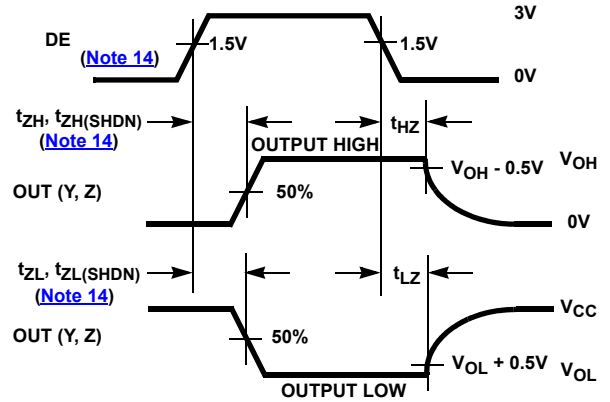 3V
DE
(Note 14)
1.5V
1.5V
0V
tZH, tZH(SHDN)
(Note 14)
tHZ
OUTPUT HIGH
VOH - 0.5V
VOH
OUT (Y, Z)
50%
0V
tZL, tZL(SHDN)
(Note 14)
tLZ
VCC
OUT (Y, Z)
50%
VOL + 0.5V
VOL
OUTPUT LOW